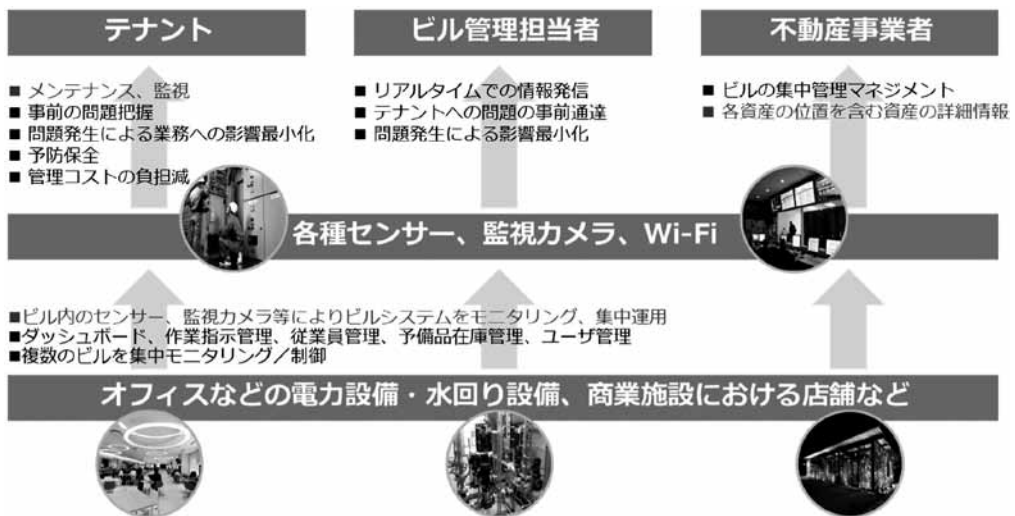 テナント
ビル管理担当者
不動産事業者
■ メンテナンス、監視
■ 事前の問題把握
■ 問題発生による業務への影響最小化
■ 予防保全
■ 管理コストの負担減
■ リアルタイムでの情報発信
■ テナントへの問題の事前通達
■ 問題発生による影響最小化
■ ビルの集中管理マネジメント
■ 各資産の位置を含む資産の詳細情報
各種センサー、監視カメラ、Wi-Fi
■ビル内のセンサー、監視カメラ等によりビルシステムをモニタリング、集中運用
■ダッシュボード、作業指示管理、従業員管理、予備品在庫管理、ユーザ管理
■複数のビルを集中モニタリング／制御
オフィスなどの電力設備・水回り設備、商業施設における店舗など